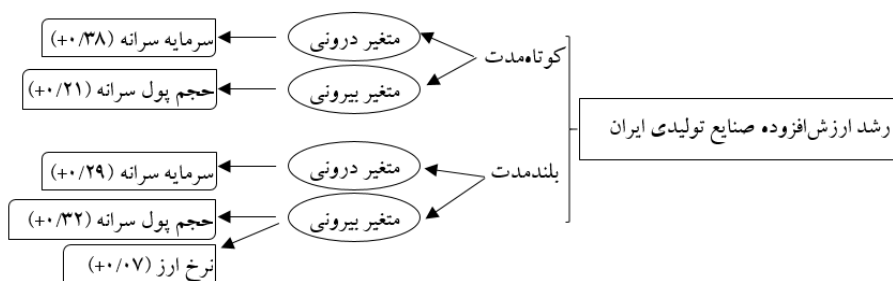 رشد ارزش‌افزوده صنایع تولیدی ایران
کوتاه‌مدت
متغیر درونی
سرمایه سرانه (+۰/۳۸)
متغیر بیرونی
حجم پول سرانه (+۰/۲۱)
بلندمدت
متغیر درونی
سرمایه سرانه (+۰/۲۹)
متغیر بیرونی
حجم پول سرانه (+۰/۳۲)
نرخ ارز (+۰/۰۷)